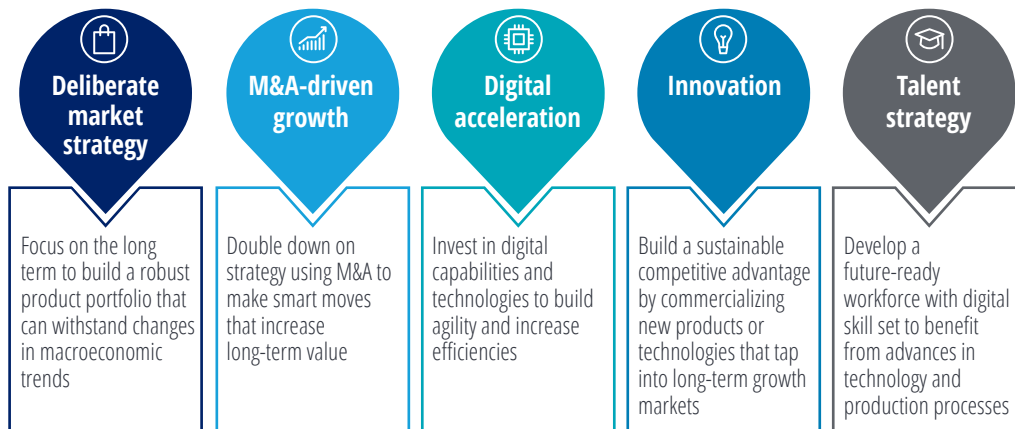 Deliberate
market
strategy
Focus on the long
term to build a robust
product portfolio that
can withstand changes
in macroeconomic
trends
M&A-driven
growth
Double down on
strategy using M&A to
make smart moves
that increase
long-term value
Digital
acceleration
Invest in digital
capabilities and
technologies to build
agility and increase
efficiencies
Innovation
Build a sustainable
competitive advantage
by commercializing
new products or
technologies that tap
into long-term growth
markets
Talent
strategy
Develop a
future-ready
workforce with digital
skill set to benefit
from advances in
technology and
production processes